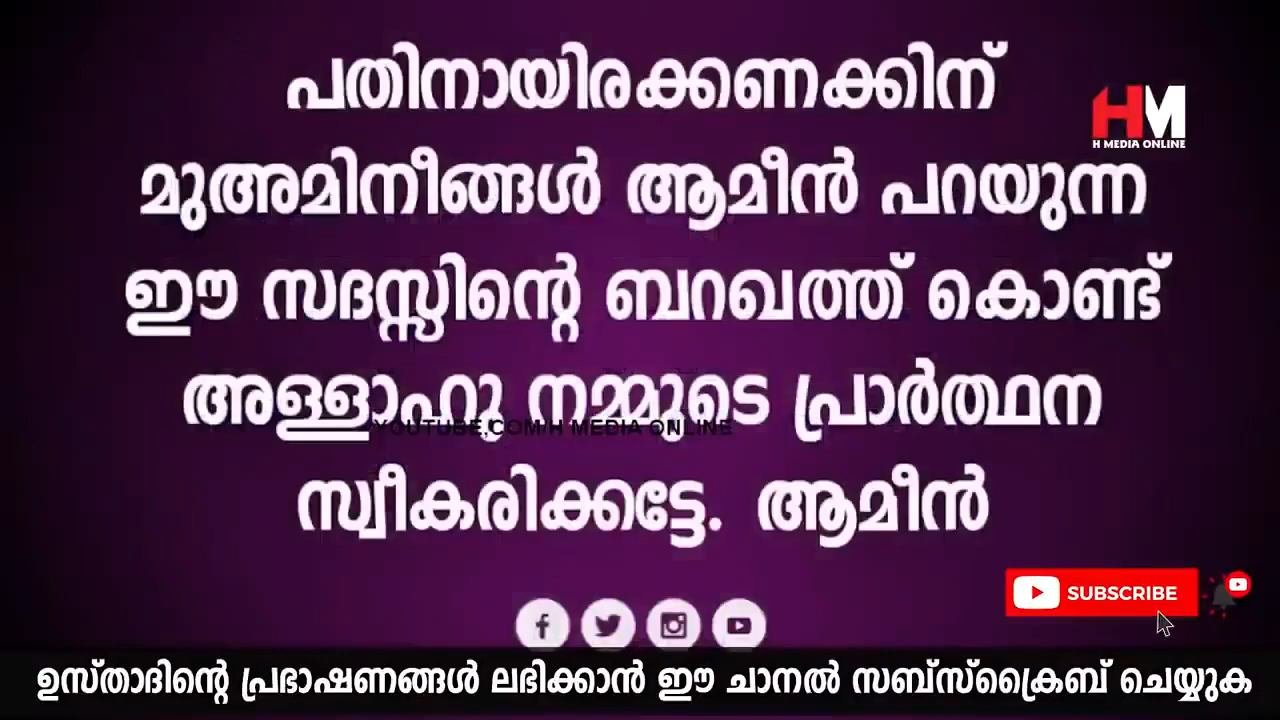 പതിനായിരക്കണക്കിന്
HM
H MEDIA ONLINE
മുഅമിനീങ്ങൾ ആമീൻ പറയുന്ന
ഈ സദസ്സിന്റെ ബറഖത്ത് കൊണ്ട്
അള്ളാഹു നമ്മുടെ പ്രാർത്ഥന
YOUTUBE,COM/H MEDIA ONLINE
സ്വീകരിക്കട്ടേ. ആമീൻ
SUBSCRIBE
ഉസ്താദിന്റെ പ്രഭാഷണങ്ങൾ ലഭിക്കാൻ ഈ ചാനൽ സബ്സ്ക്രൈബ് ചെയ്യുക